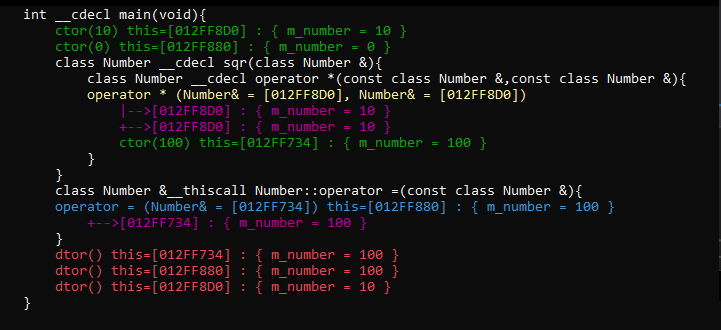 int __cdecl main(void){
ctor(10) this=[012FF8D0] : { m_number = 10 }
ctor(0) this=[012FF880] : { m_number = 0 }
class Number __cdecl sqr(class Number &){
class Number __cdecl operator *(const class Number &,const class Number &){
operator * (Number& = [012FF8D0], Number& = [012FF8D0])
|-->[012FF8D0] : { m_number = 10 }
+-->[012FF8D0] : { m_number = 10 }
ctor(100) this=[012FF734] : { m_number = 100 }
}
}
class Number &__thiscall Number::operator =(const class Number &){
operator = (Number& = [012FF734]) this=[012FF880] : { m_number = 100 }
+-->[012FF734] : { m_number = 100 }
}
dtor() this=[012FF734] : { m_number = 100 }
dtor() this=[012FF880] : { m_number = 100 }
dtor() this=[012FF8D0] : { m_number = 10 }
}